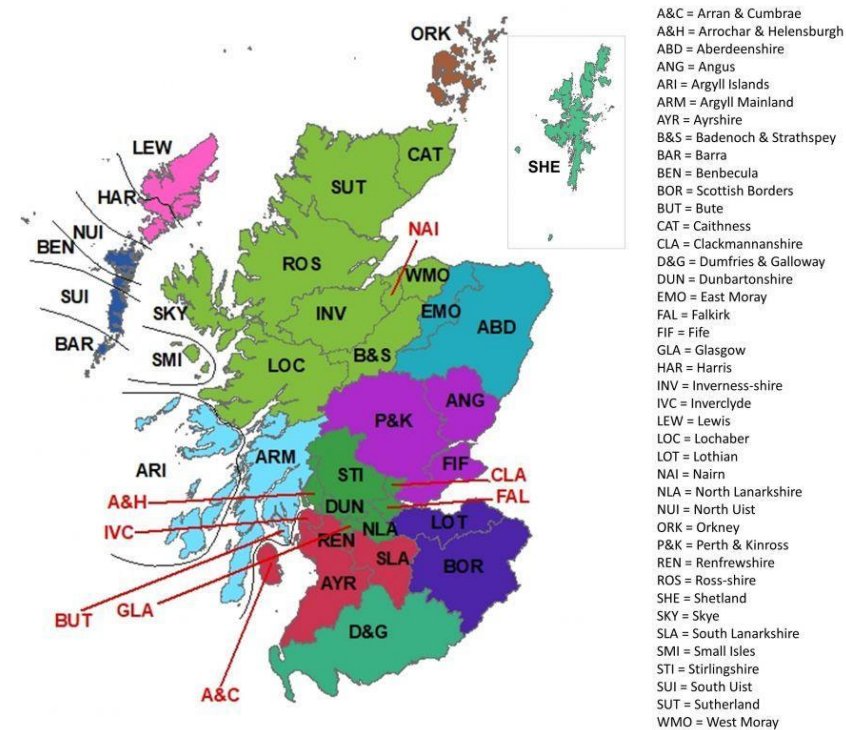 ORK
SHE
LEW
HAR
NUI
BEN
SUI
BAR
CAT
SUT
NAI
ROS
WMO
SKY
INV
EMO
ABD
SMI
LOC
B&S
P&K
ANG
ARI
ARM
STI
FIF
CLA
A&H
DUN
FAL
IVC
REN
NLA
LOT
SLA
BOR
AYR
BUT
GLA
D&G
A&C
A&C = Arran & Cumbrae
A&H = Arrochar & Helensburgh
ABD = Aberdeenshire
ANG = Angus
ARI = Argyll Islands
ARM = Argyll Mainland
AYR = Ayrshire
B&S = Badenoch & Strathspey
BAR = Barra
BEN = Benbecula
BOR = Scottish Borders
BUT = Bute
CAT = Caithness
CLA = Clackmannanshire
D&G = Dumfries & Galloway
DUN = Dunbartonshire
EMO = East Moray
FAL = Falkirk
FIF = Fife
GLA = Glasgow
HAR = Harris
INV = Inverness-shire
IVC = Inverclyde
LEW = Lewis
LOC = Lochaber
LOT = Lothian
NAI = Nairn
NLA = North Lanarkshire
NUI = North Uist
ORK = Orkney
P&K = Perth & Kinross
REN = Renfrewshire
ROS = Ross-shire
SHE = Shetland
SKY = Skye
SLA = South Lanarkshire
SMI = Small Isles
STI = Stirlingshire
SUI = South Uist
SUT = Sutherland
WMO = West Moray